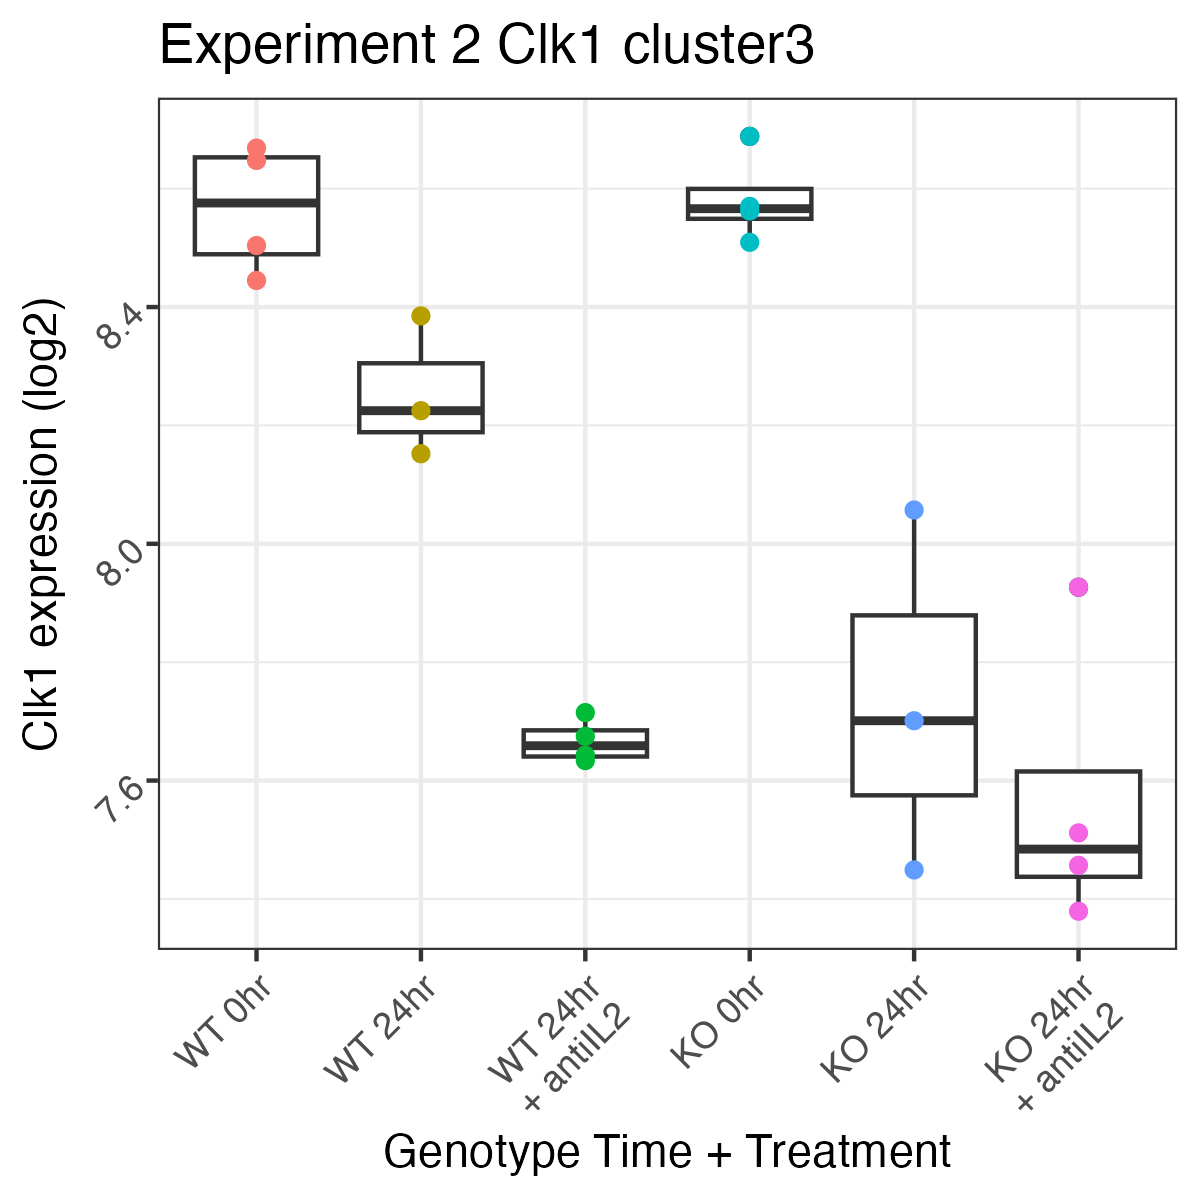 Experiment 2 Clk1 cluster3
Clk1 expression (log2)
8.4
8.0
7.6
WT 0hr
WT 24hr
WT 24hr
+ antiIL2
KO 0hr
KO 24hr
KO 24hr
+ antiIL2
Genotype Time + Treatment